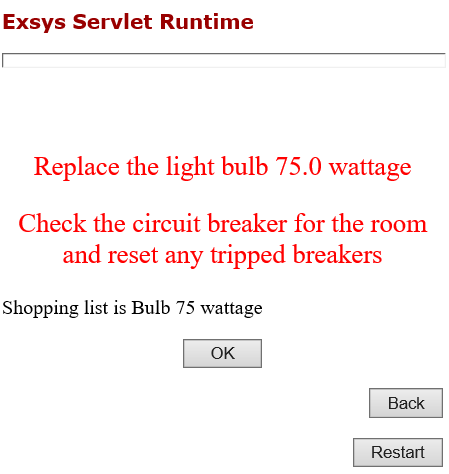 Exsys Servlet Runtime
Replace the light bulb 75.0 wattage
Check the circuit breaker for the room
and reset any tripped breakers
Shopping list is Bulb 75 wattage
OK
Back
Restart